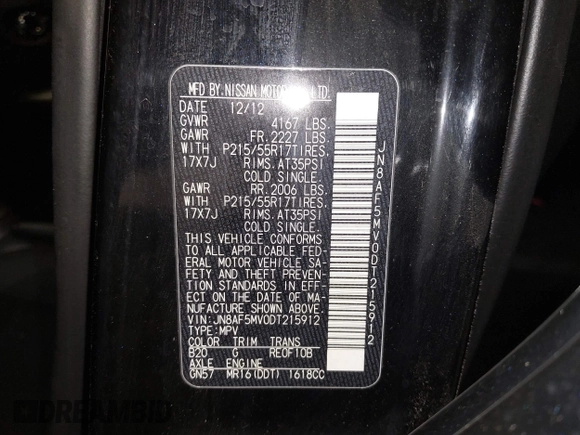 MFD BY NISSAN MOTOR LTD.
DATE 12/12
GVWR 4167 LBS.
GAWR FR. 2227 LBS.
WITH P215/55R17TIRES.
17X7J RIMS. AT35PSI
COLD SINGLE.
GAWR RR. 2006 LBS.
WITH P215/55R17TIRES.
17X7J RIMS. AT35PSI
COLD SINGLE.
THIS VEHICLE CONFORMS
TO ALL APPLICABLE FED-
ERAL MOTOR VEHICLE SA-
FETY AND THEFT PREVEN-
TION STANDARDS IN EFF-
ECT ON THE DATE OF MA-
NUFACTURE SHOWN ABOVE.
VIN: JN8AF5MV0DT215912
TYPE: MPV
COLOR TRIM TRANS
B20 G RE0F10B
AXLE ENGINE
GN57 MR16(DDT) 1618CC
JN8AF5MV0DT215912
DREAMBID